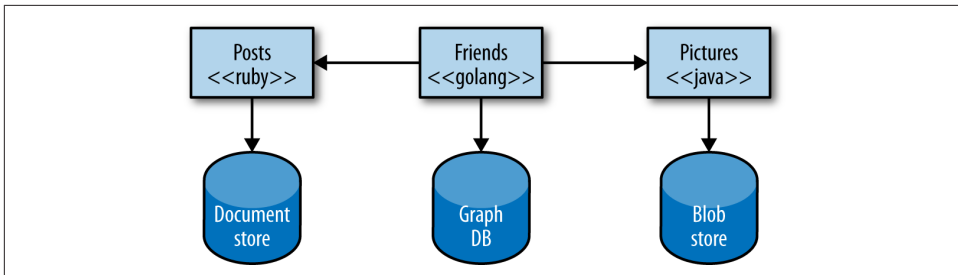 Posts
<<ruby>>
Friends
<<golang>>
Pictures
<<java>>
Document
store
Graph
DB
Blob
store